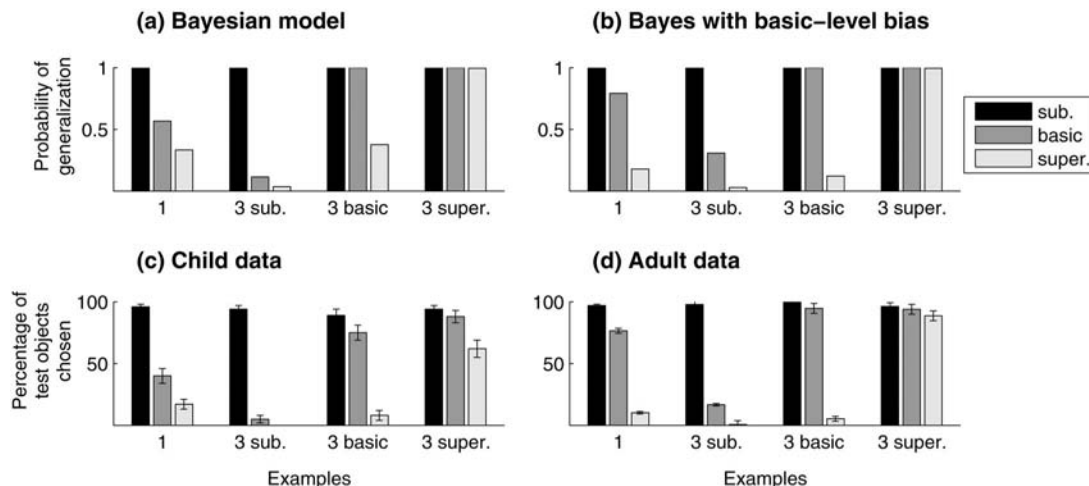 (a) Bayesian model
(b) Bayes with basic–level bias
Probability of
generalization
1
0.5
1 3 sub. 3 basic 3 super.
1
0.5
1 3 sub. 3 basic 3 super.
sub.
basic
super.
(c) Child data
(d) Adult data
Percentage of
test objects
chosen
100
50
1 3 sub. 3 basic 3 super.
Examples
100
50
1 3 sub. 3 basic 3 super.
Examples